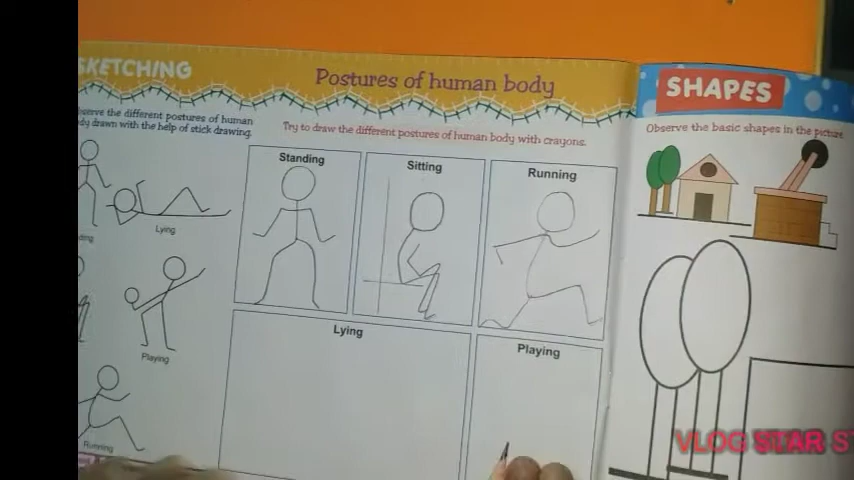 SKETCHING
Postures of human body
SHAPES
observe the different postures of human
body drawn with the help of stick drawing.
Try to draw the different postures of human body with crayons.
Observe the basic shapes in the picture
Standing
Sitting
Running
Lying
ding
Lying
Playing
Playing
Running
VLOG STAR S